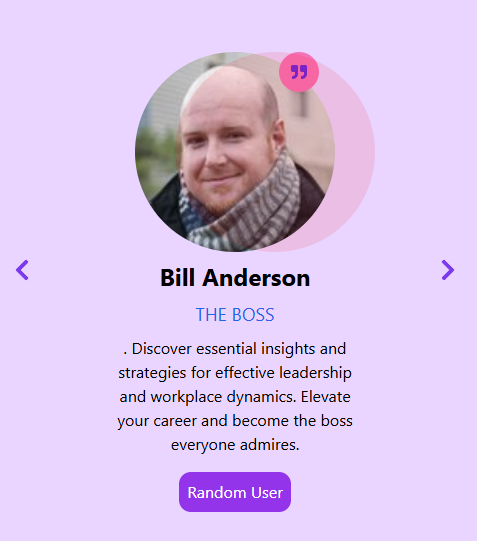 Bill Anderson
THE BOSS
. Discover essential insights and
strategies for effective leadership
and workplace dynamics. Elevate
your career and become the boss
everyone admires.
Random User